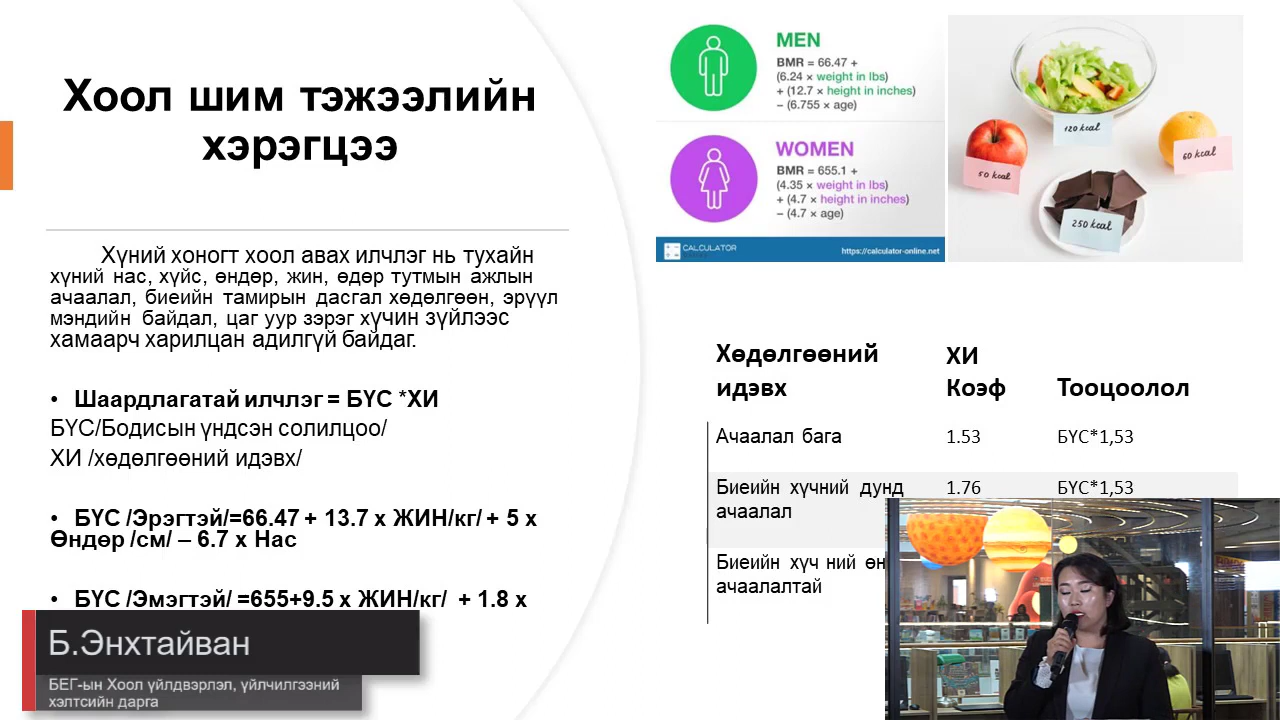 Хоол шим тэжээлийн
хэрэгцээ
Хүний хоногт хоол авах илчлэг нь тухайн
хүний нас, хүйс, өндөр, жин, өдөр тутмын ажлын
ачаалал, биеийн тамирын дасгал хөдөлгөөн, эрүүл
мэндийн байдал, цаг уур зэрэг хүчин зүйлээс
хамаарч харилцан адилгүй байдаг.
• Шаардлагатай илчлэг = БҮС *ХИ
БҮС/Бодисын үндсэн солилцоо/
ХИ /хөдөлгөөний идэвх/
• БҮС /Эрэгтэй/=66.47 + 13.7 х ЖИН/кг/ + 5 х
Өндөр /см/ – 6.7 х Нас
• БҮС /Эмэгтэй/ =655+9.5 х ЖИН/кг/ + 1.8 х
Б.Энхтайван
БЕГ-ын Хоол үйлдвэрлэл, үйлчилгээний
хэлтсийн дарга
MEN
BMR = 66.47 +
(6.24 × weight in lbs)
+ (12.7 × height in inches)
− (6.755 × age)
WOMEN
BMR = 655.1 +
(4.35 × weight in lbs)
+ (4.7 × height in inches)
− (4.7 × age)
CALCULATOR
https://calculator-online.net
120 kcal
50 kcal
60 kcal
250 kcal
Хөдөлгөөний идэвх ХИ Коэф Тооцоолол
Ачаалал бага 1.53 БҮС*1,53
Биеийн хүчний дунд 1.76 БҮС*1,53
ачаалал
Биеийн хүч ний
ачаалалтай